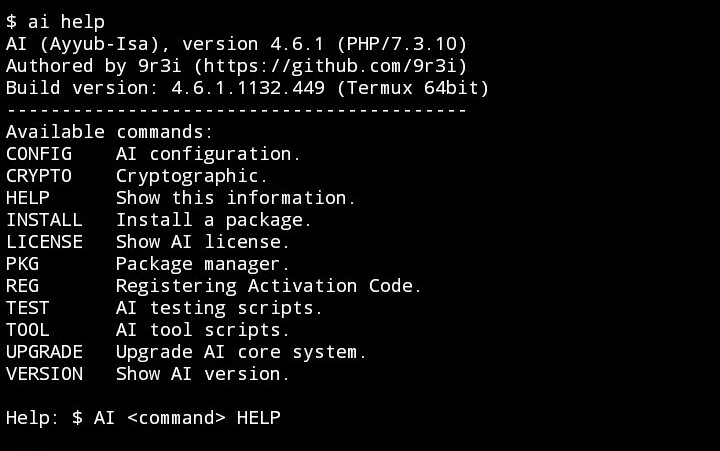 $ ai help
AI (Ayyub-Isa), version 4.6.1 (PHP/7.3.10)
Authored by 9r3i (https://github.com/9r3i)
Build version: 4.6.1.1132.449 (Termux 64bit)
------------------------------------------
Available commands:
CONFIG    AI configuration.
CRYPTO    Cryptographic.
HELP      Show this information.
INSTALL   Install a package.
LICENSE   Show AI license.
PKG       Package manager.
REG       Registering Activation Code.
TEST      AI testing scripts.
TOOL      AI tool scripts.
UPGRADE   Upgrade AI core system.
VERSION   Show AI version.

Help: $ AI <command> HELP